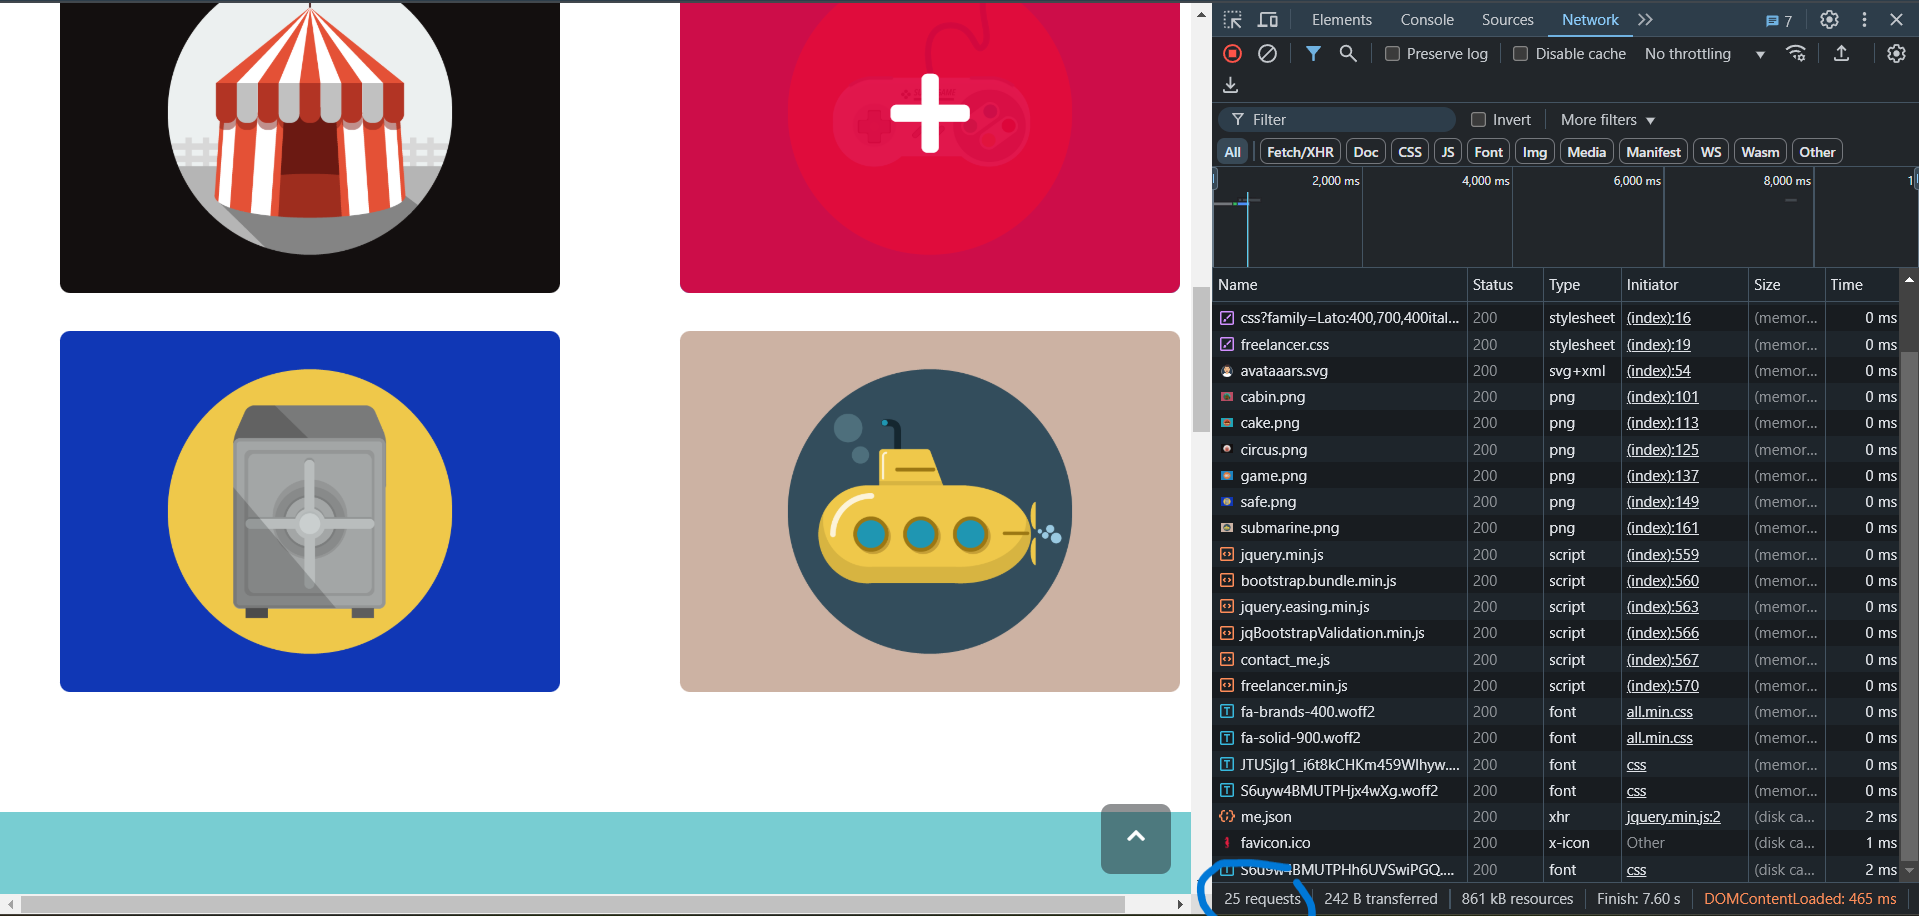 Elements Console Sources Network 7
Preserve log Disable cache No throttling
Filter Invert More filters
All Fetch/XHR Doc CSS JS Font Img Media Manifest WS Wasm Other
2,000 ms 4,000 ms 6,000 ms 8,000 ms 1
Name Status Type Initiator Size Time
css?family=Lato:400,700,400ital... 200 stylesheet (index):16 (memor... 0 ms
freelancer.css 200 stylesheet (index):19 (memor... 0 ms
avataaars.svg 200 svg+xml (index):54 (memor... 0 ms
cabin.png 200 png (index):101 (memor... 0 ms
cake.png 200 png (index):113 (memor... 0 ms
circus.png 200 png (index):125 (memor... 0 ms
game.png 200 png (index):137 (memor... 0 ms
safe.png 200 png (index):149 (memor... 0 ms
submarine.png 200 png (index):161 (memor... 0 ms
jquery.min.js 200 script (index):559 (memor... 0 ms
bootstrap.bundle.min.js 200 script (index):560 (memor... 0 ms
jquery.easing.min.js 200 script (index):563 (memor... 0 ms
jqBootstrapValidation.min.js 200 script (index):566 (memor... 0 ms
contact_me.js 200 script (index):567 (memor... 0 ms
freelancer.min.js 200 script (index):570 (memor... 0 ms
fa-brands-400.woff2 200 font all.min.css (memor... 0 ms
fa-solid-900.woff2 200 font all.min.css (memor... 0 ms
JTUSjIg1_i6t8kCHKm459WIhyw.... 200 font css (memor... 0 ms
S6uyw4BMUTPHjx4wXg.woff2 200 font css (memor... 0 ms
me.json 200 xhr jquery.min.js:2 (disk ca... 2 ms
favicon.ico 200 x-icon Other (disk ca... 1 ms
S6u9w4BMUTPHh6UVSwiPGQ.... 200 font css (disk ca... 2 ms
25 requests 242 B transferred 861 kB resources Finish: 7.60 s DOMContentLoaded: 465 ms